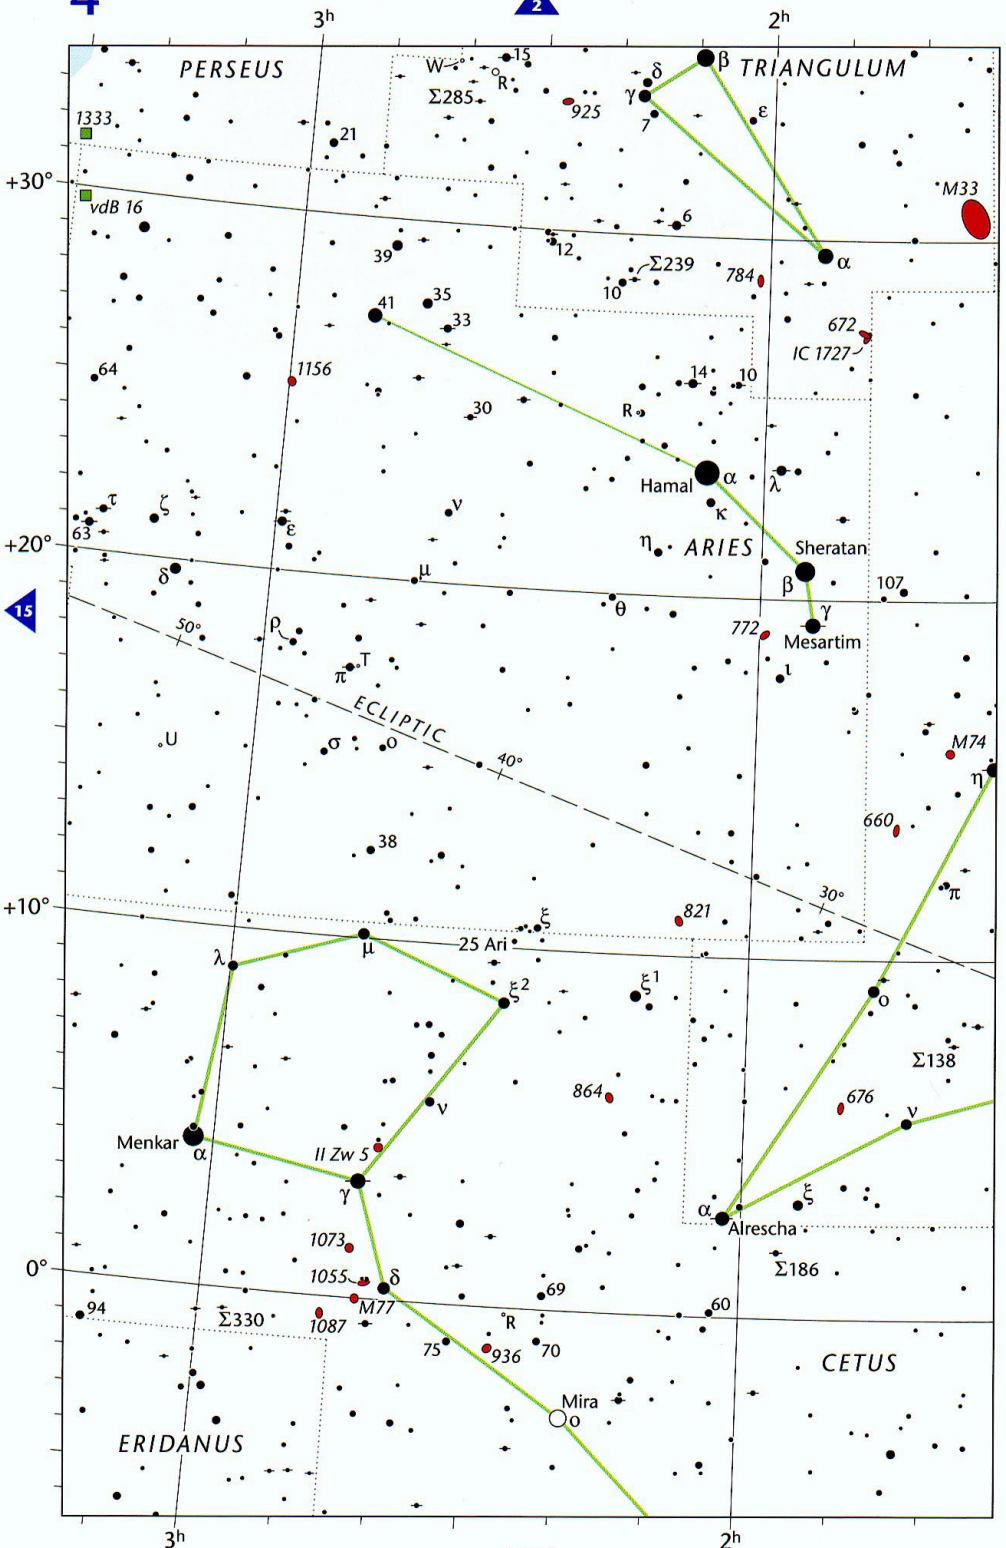 4
2
3h
2h
PERSEUS
W
15
R
Σ285
925
δ
β
TRIANGULUM
γ
7
ε
1333
21
+30°
M33
vdB 16
6
39
12
Σ239
10
784
α
41
35
33
672
IC 1727
64
1156
14
10
30
R
Hamal
α
λ
κ
τ
ζ
ν
63
ε
+20°
η
ARIES
Sheratan
δ
μ
β
107
15
θ
γ
50°
ρ
772
Mesartim
π
T
ι
ECLIPTIC
U
σ
ο
40°
M74
η
38
660
30°
π
+10°
821
ξ
25 Ari
λ
μ
ξ2
ξ1
ο
Σ138
864
676
ν
ν
Menkar
α
II Zw 5
γ
α
ξ
Alrescha
1073
0°
1055
δ
Σ186
M77
69
60
94
Σ330
1087
R
75
936
70
CETUS
Mira
ο
ERIDANUS
3h
2h